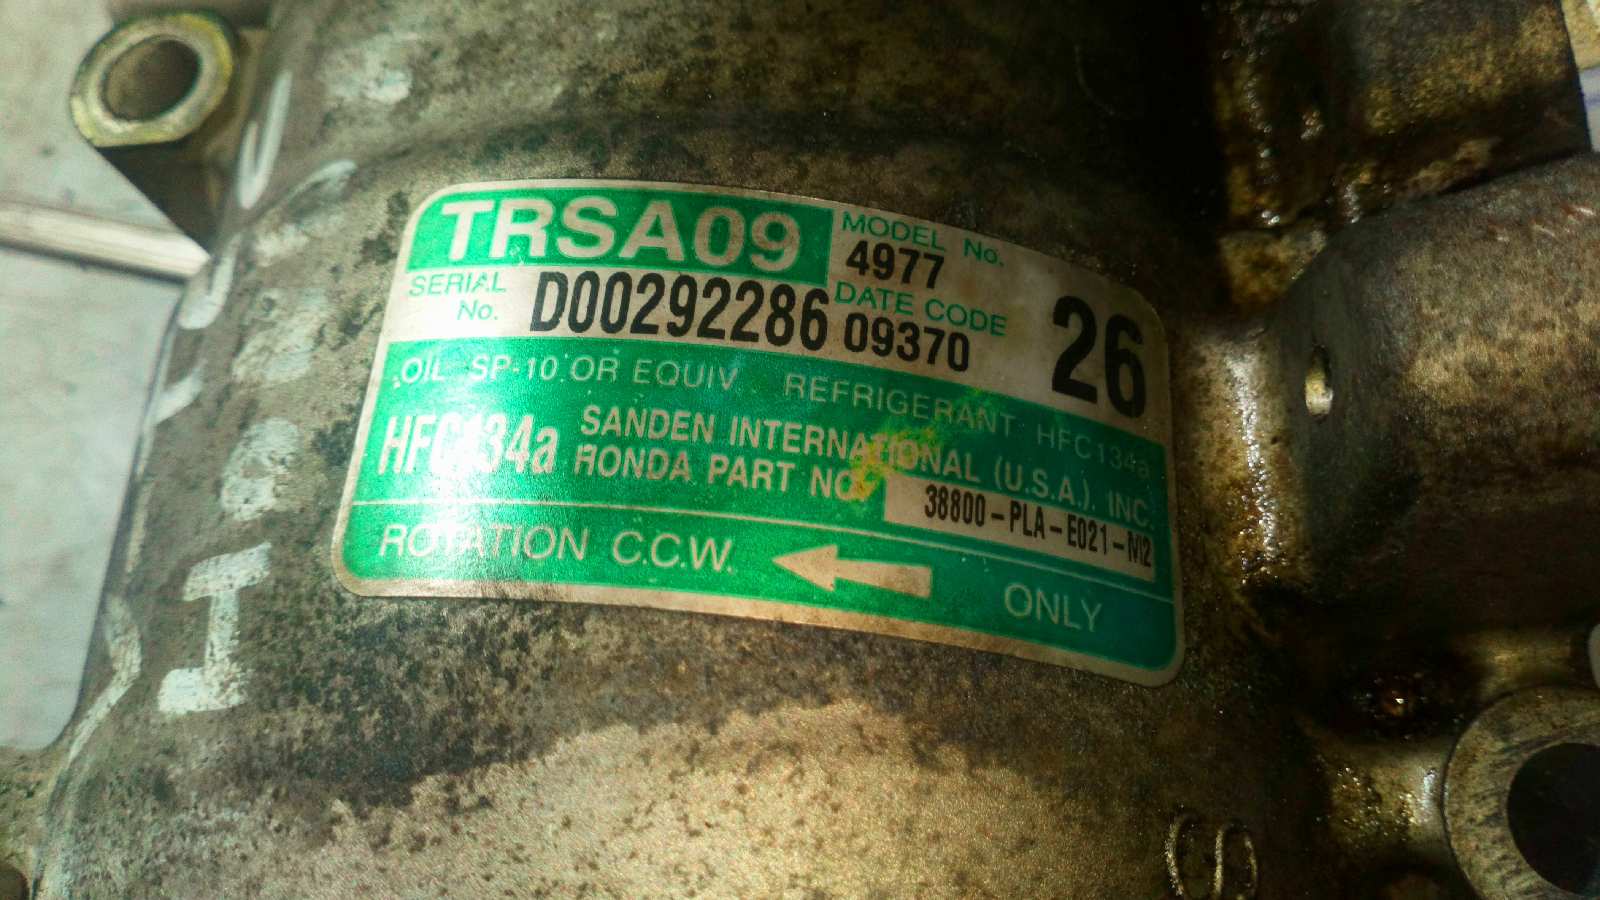 TRSA09
MODEL No.
4977
SERIAL No.
D00292286
DATE CODE
09370
26
OIL SP-10 OR EQUIV REFRIGERANT HFC134a
HFC134a
SANDEN INTERNATIONAL (U.S.A.), INC.
HONDA PART NO.
38800-PLA-E021-M2
ROTATION C.C.W.
ONLY